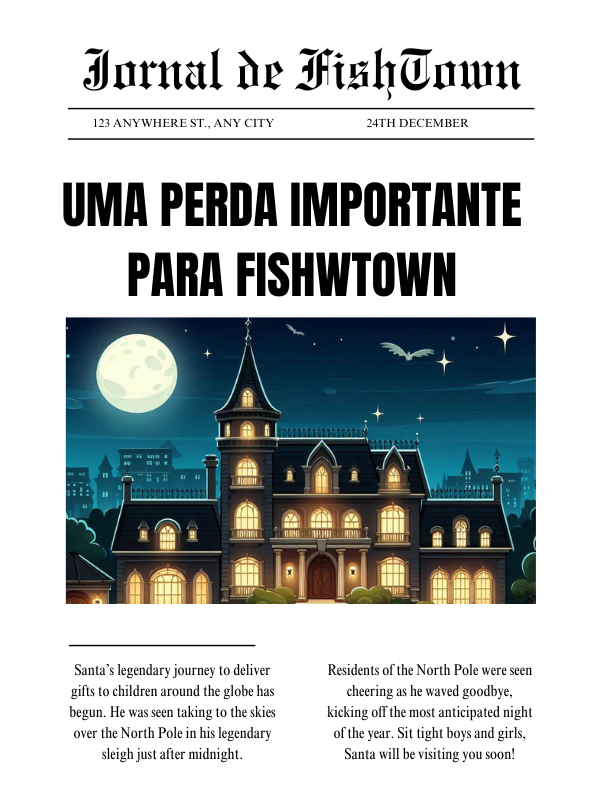 Jornal de FishTown
123 ANYWHERE ST., ANY CITY
24TH DECEMBER
UMA PERDA IMPORTANTE
PARA FISHWTOWN
Santa's legendary journey to deliver
gifts to children around the globe has
begun. He was seen taking to the skies
over the North Pole in his legendary
sleigh just after midnight.
Residents of the North Pole were seen
cheering as he waved goodbye,
kicking off the most anticipated night
of the year. Sit tight boys and girls,
Santa will be visiting you soon!